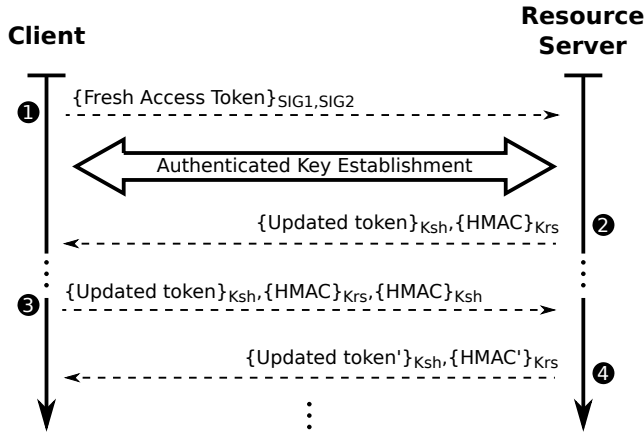 Client
Resource
Server
❶
{Fresh Access Token}SIG1,SIG2
Authenticated Key Establishment
{Updated token}Ksh,{HMAC}Krs
❷
❸
{Updated token}Ksh,{HMAC}Krs,{HMAC}Ksh
{Updated token'}Ksh,{HMAC'}Krs
❹